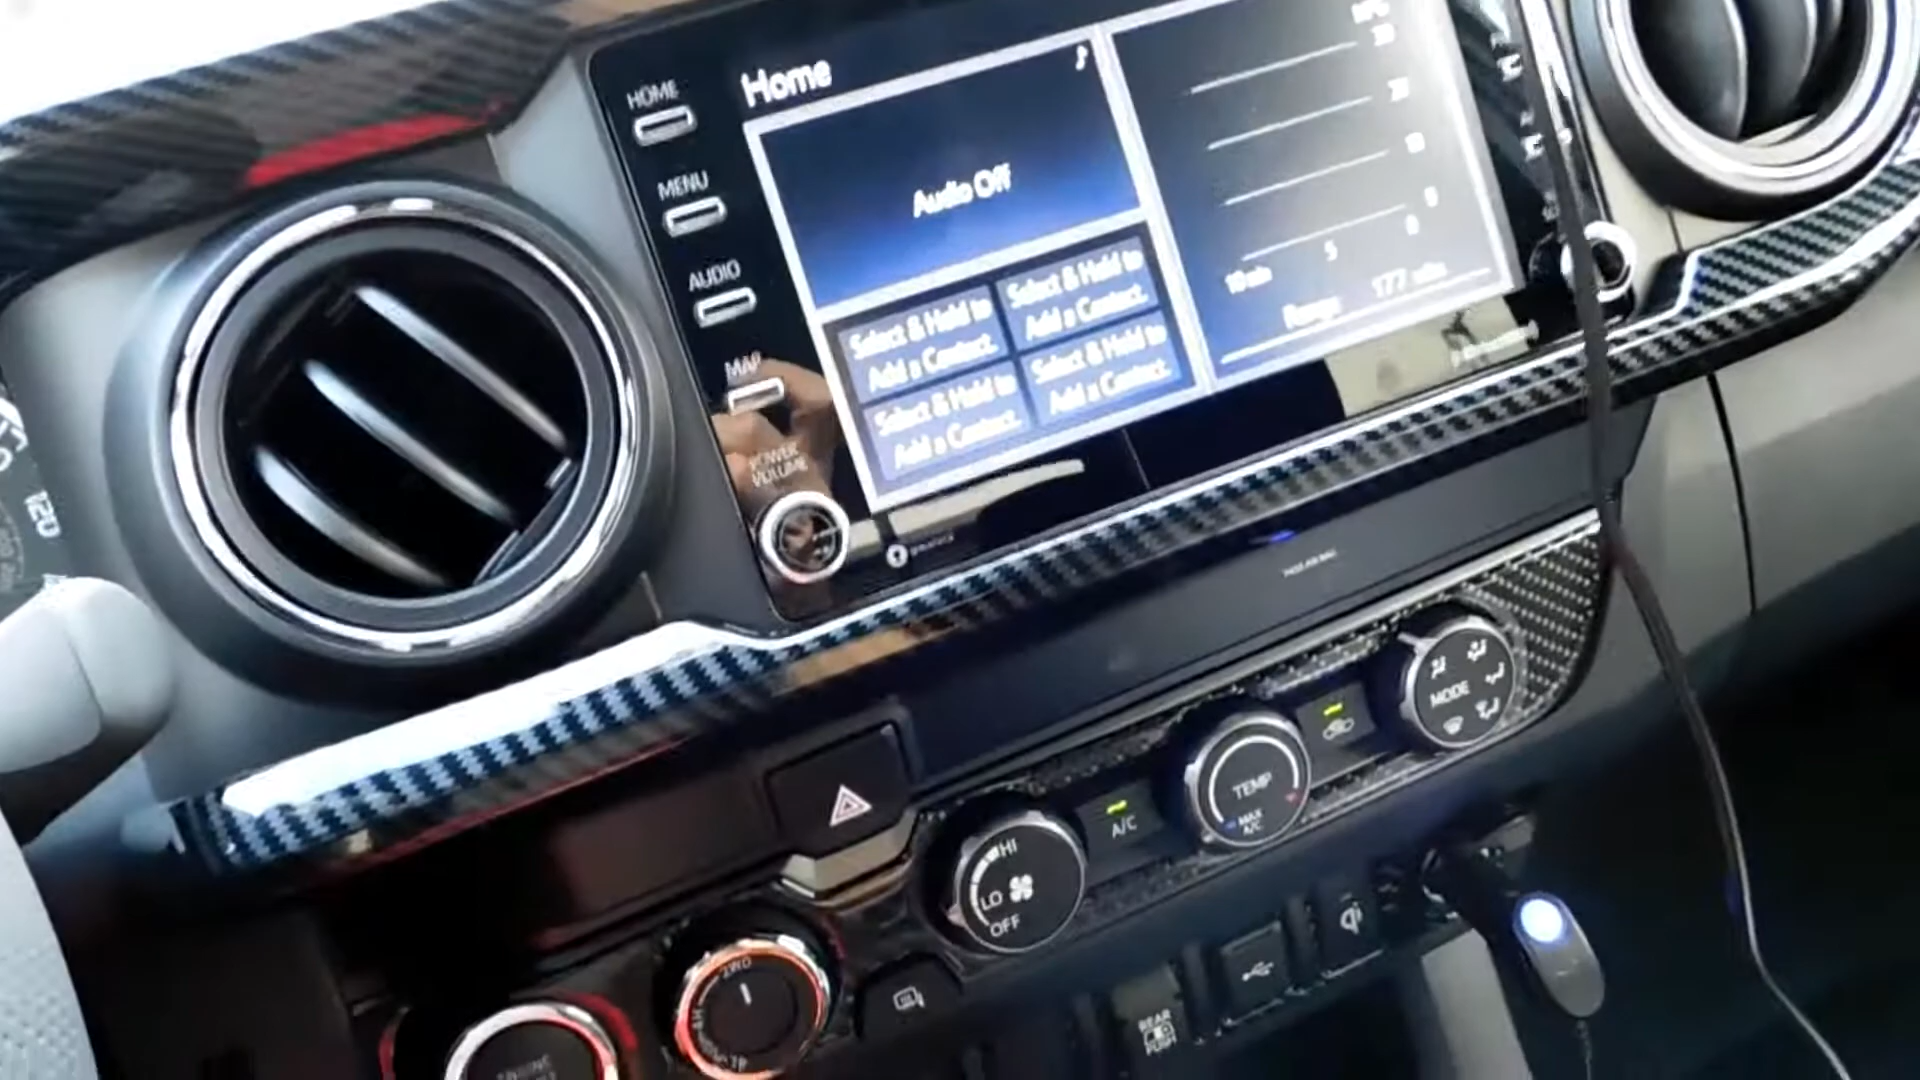 HOME
MENU
AUDIO
MAP
POWER
VOLUME
Home
Audio Off
Select & Hold to
Add a Contact.
Select & Hold to
Add a Contact.
Select & Hold to
Add a Contact.
Select & Hold to
Add a Contact.
10 min
5
0
Range
177 miles
120
HI
LO
OFF
A/C
TEMP
MAX
A/C
MODE
2WD
4H
REAR
PUSH